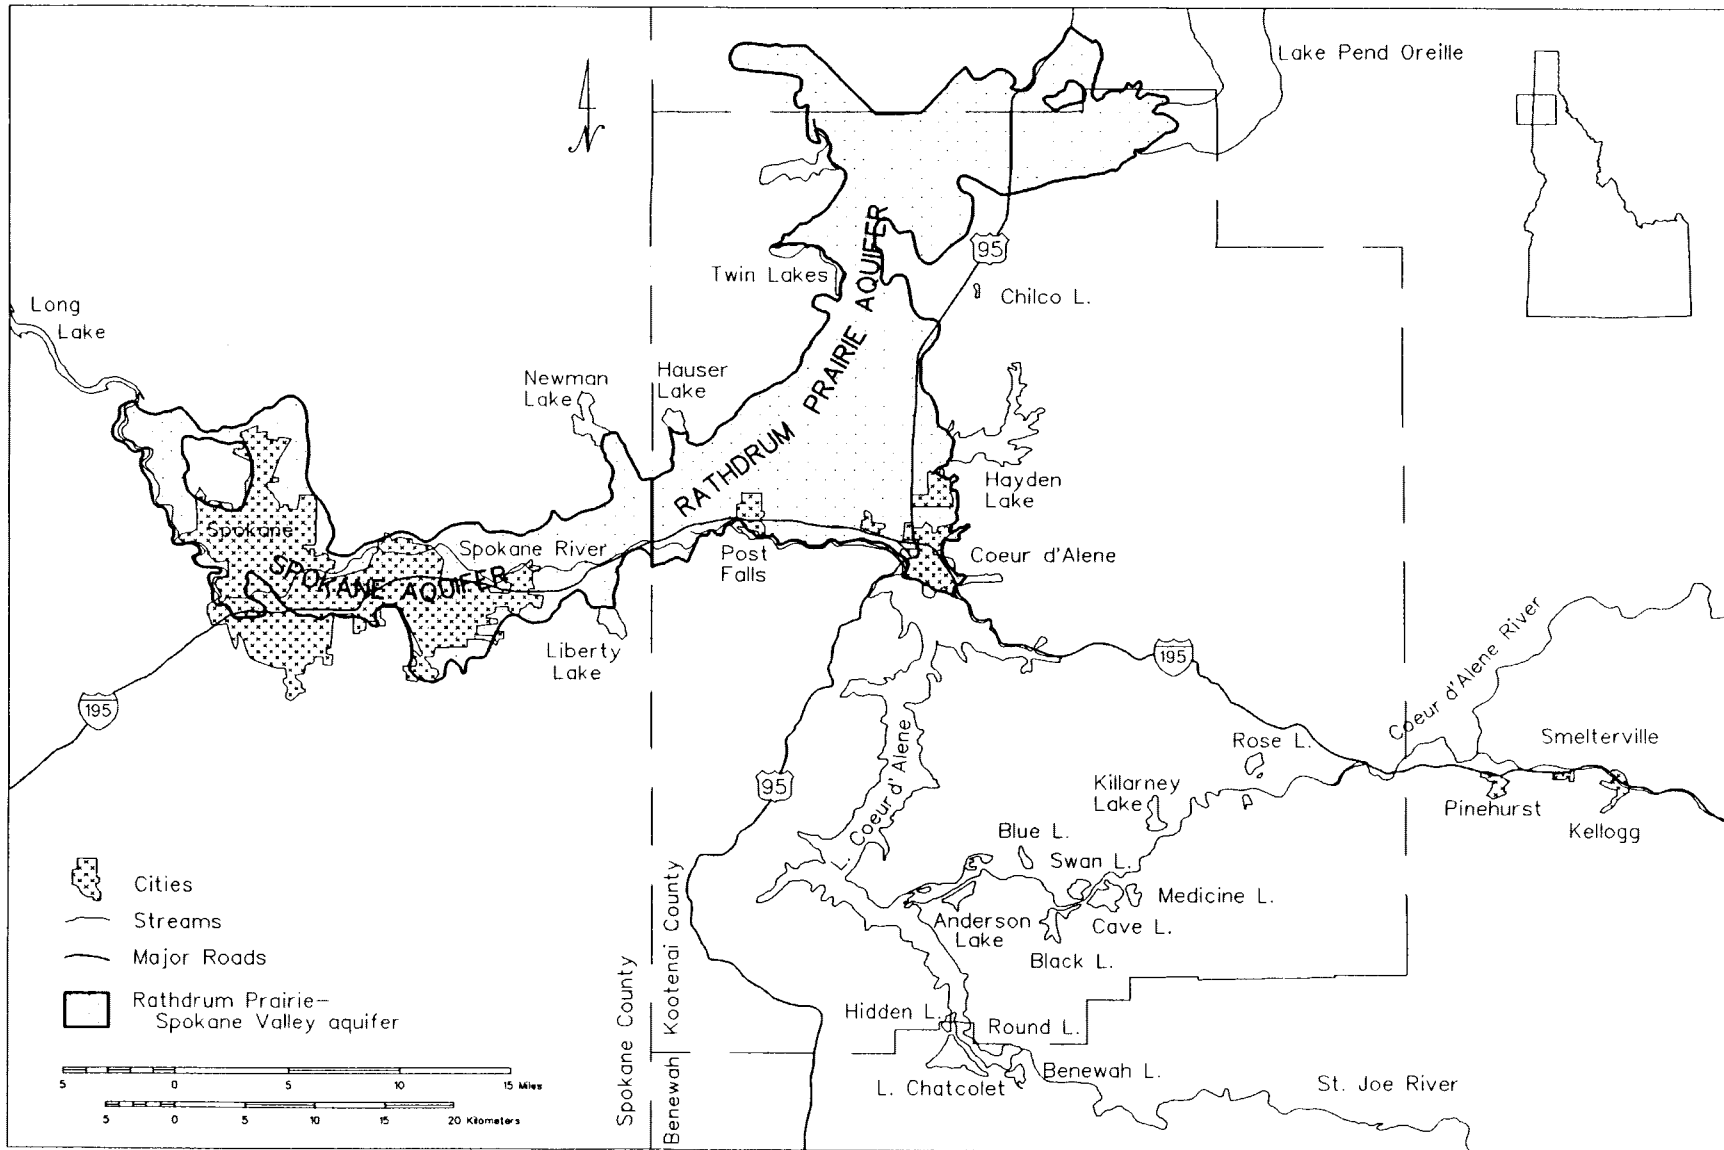 Lake Pend Oreille
N
95
Twin Lakes
Chilco L.
Long
Lake
Newman
Lake
Hauser
Lake
RATHDRUM PRAIRIE AQUIFER
Hayden
Lake
Spokane
Spokane River
SPOKANE AQUIFER
Post
Falls
Coeur d'Alene
Liberty
Lake
195
195
Coeur d'Alene River
L. Coeur d'Alene
95
Rose L.
Smelterville
Killarney
Lake
Pinehurst
Kellogg
Blue L.
Swan L.
Medicine L.
Anderson
Lake
Cave L.
Black L.
Hidden L.
Round L.
L. Chatcolet
Benewah L.
St. Joe River
Spokane County
Kootenai County
Benewah
Cities
Streams
Major Roads
Rathdrum Prairie-
Spokane Valley aquifer
5 0 5 10 15 Miles
5 0 5 10 15 20 Kilometers